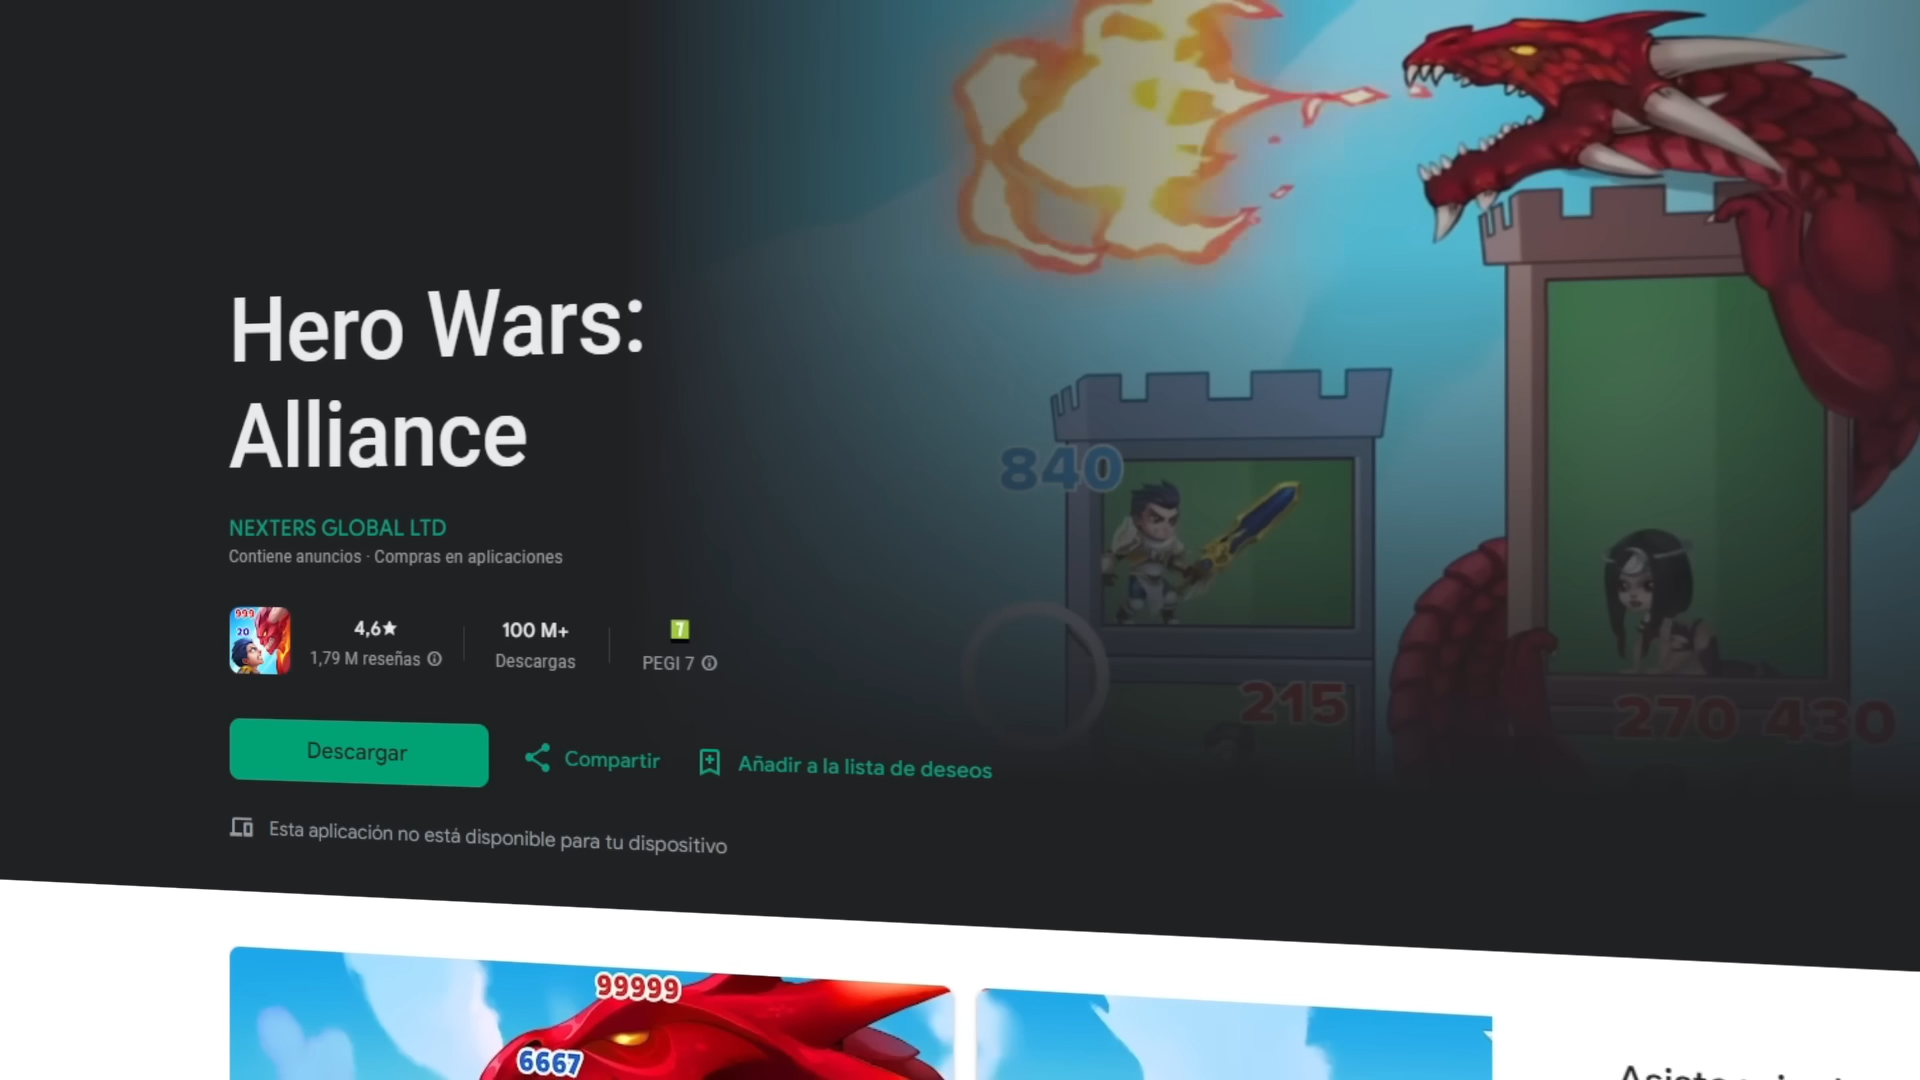 Hero Wars:
Alliance
NEXTERS GLOBAL LTD
Contiene anuncios · Compras en aplicaciones
999
20
4,6★
1,79 M reseñas
100 M+
Descargas
7
PEGI 7
Descargar
Compartir
Añadir a la lista de deseos
Esta aplicación no está disponible para tu dispositivo
840
215
270
430
99999
6667